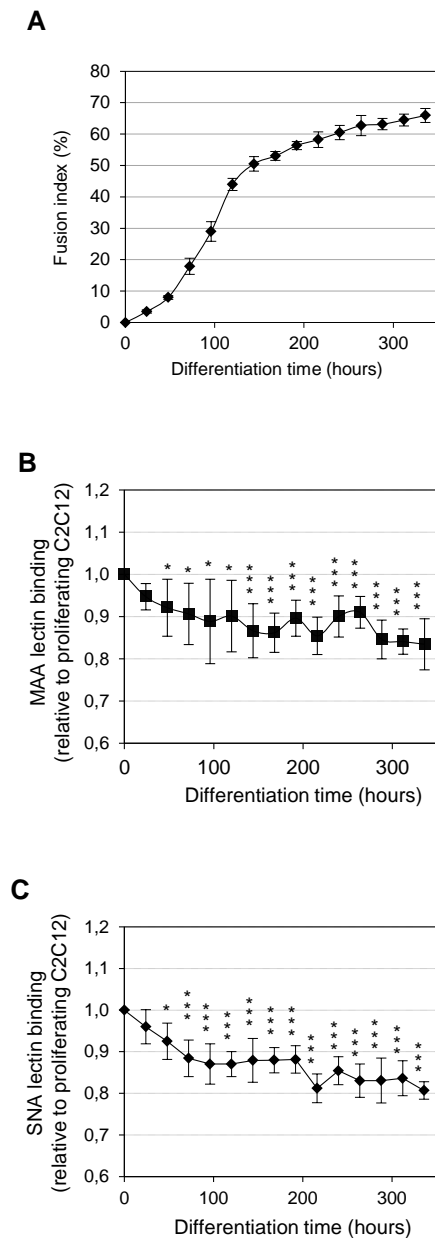 A
Fusion index (%)
80
70
60
50
40
30
20
10
0
0 100 200 300
Differentiation time (hours)
B
MAA lectin binding
(relative to proliferating C2C12)
1,2
1,1
1,0
0,9
0,8
0,7
0,6
* * * * *** *** *** *** *** *** *** *** ***
0 100 200 300
Differentiation time (hours)
C
SNA lectin binding
(relative to proliferating C2C12)
1,2
1,1
1,0
0,9
0,8
0,7
0,6
* *** *** *** *** *** *** *** *** *** *** *** ***
0 100 200 300
Differentiation time (hours)